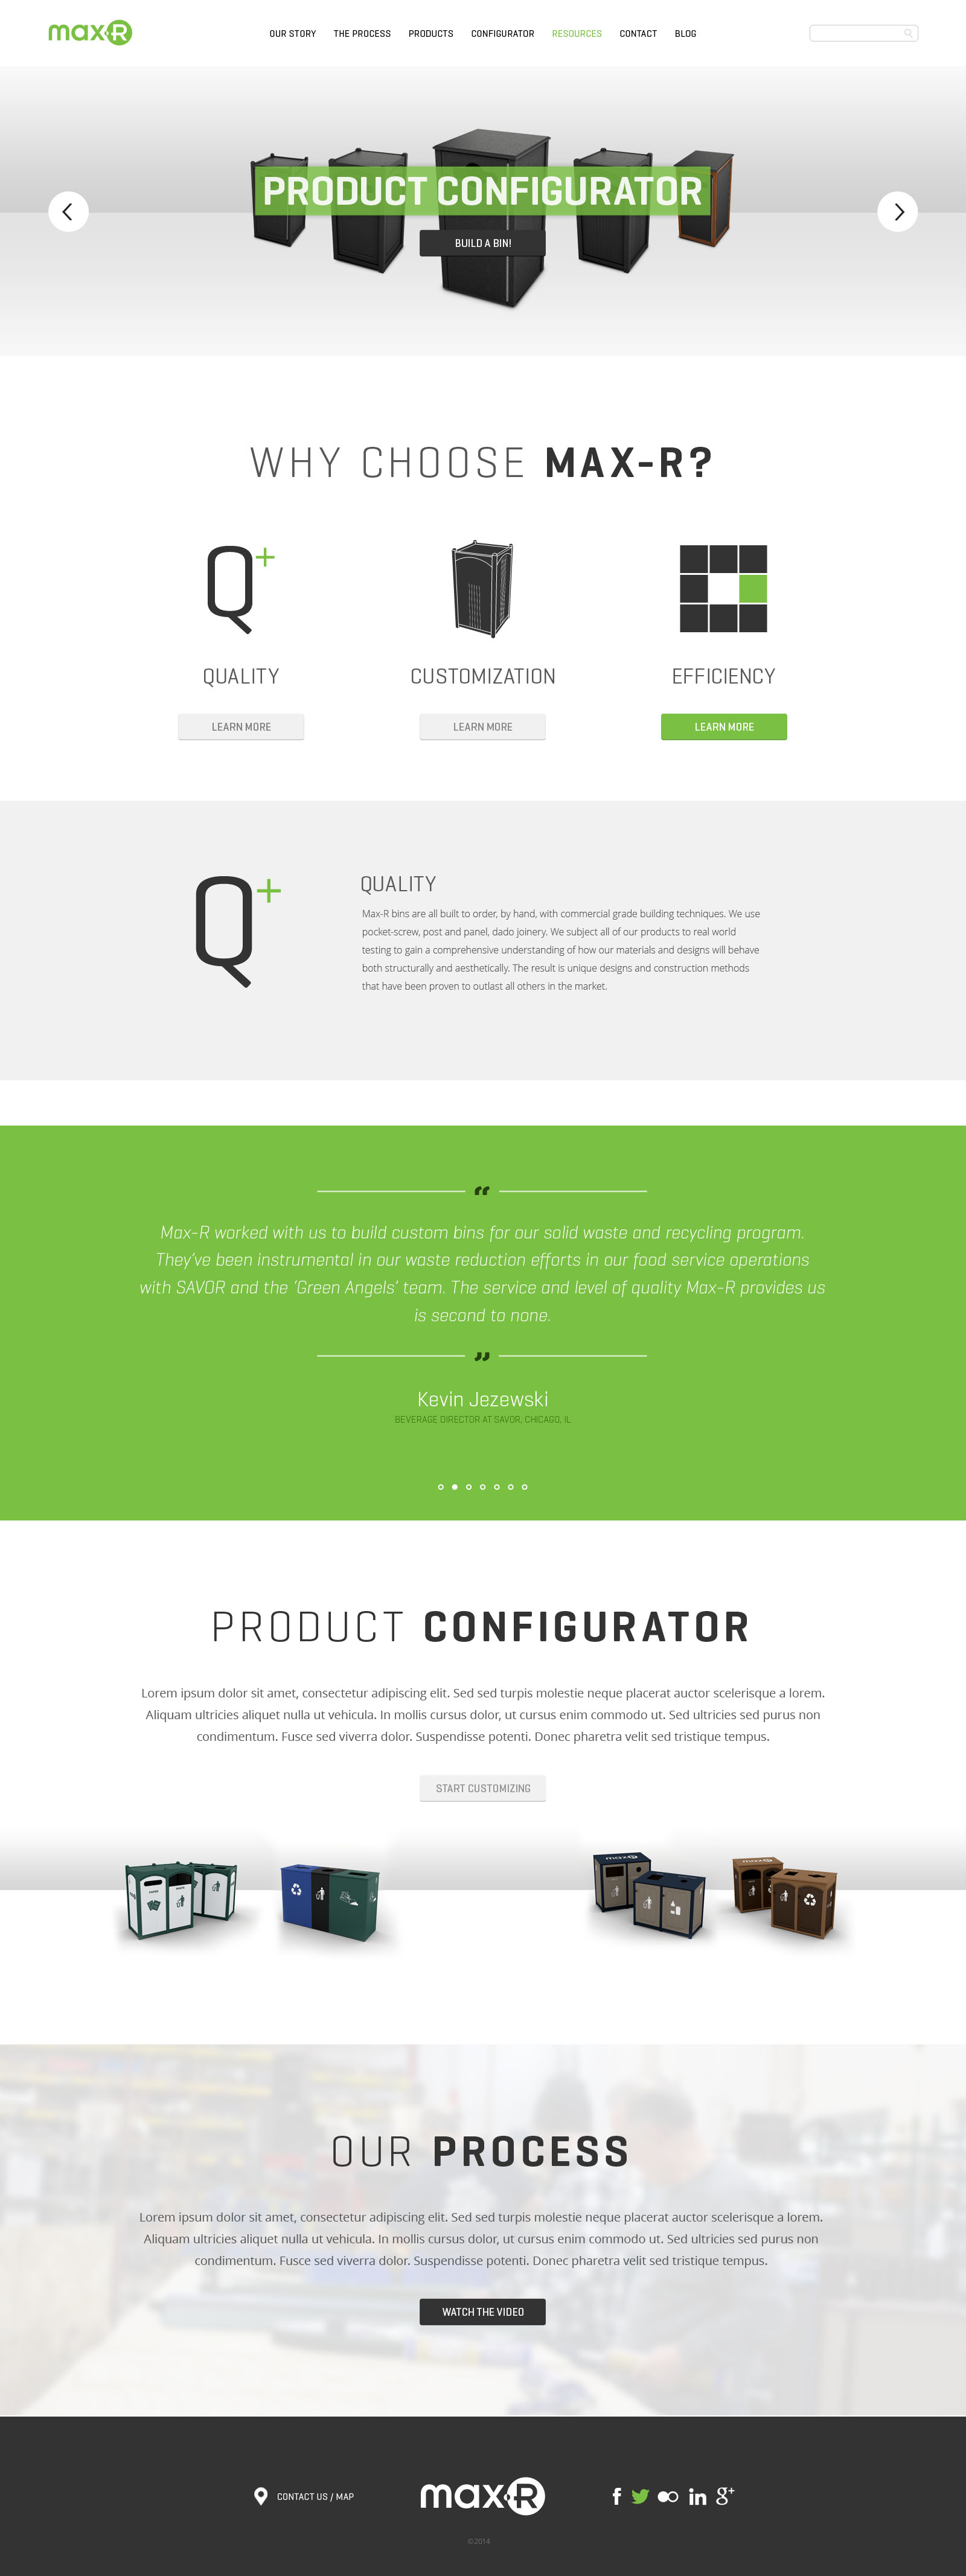 max-R
OUR STORY THE PROCESS PRODUCTS CONFIGURATOR RESOURCES CONTACT BLOG
PRODUCT CONFIGURATOR
BUILD A BIN!
WHY CHOOSE MAX-R?
Q+
QUALITY CUSTOMIZATION EFFICIENCY
LEARN MORE LEARN MORE LEARN MORE
Q+
QUALITY
Max-R bins are all built to order, by hand, with commercial grade building techniques. We use
pocket-screw, post and panel, dado joinery. We subject all of our products to real world
testing to gain a comprehensive understanding of how our materials and designs will behave
both structurally and aesthetically. The result is unique designs and construction methods
that have been proven to outlast all others in the market.
“
Max-R worked with us to build custom bins for our solid waste and recycling program.
They’ve been instrumental in our waste reduction efforts in our food service operations
with SAVOR and the ‘Green Angels’ team. The service and level of quality Max-R provides us
is second to none.
”
Kevin Jezewski
BEVERAGE DIRECTOR AT SAVOR, CHICAGO, IL.
PRODUCT CONFIGURATOR
Lorem ipsum dolor sit amet, consectetur adipiscing elit. Sed sed turpis molestie neque placerat auctor scelerisque a lorem.
Aliquam ultricies aliquet nulla ut vehicula. In mollis cursus dolor, ut cursus enim commodo ut. Sed ultricies sed purus non
condimentum. Fusce sed viverra dolor. Suspendisse potenti. Donec pharetra velit sed tristique tempus.
START CUSTOMIZING
max-R max-R
OUR PROCESS
Lorem ipsum dolor sit amet, consectetur adipiscing elit. Sed sed turpis molestie neque placerat auctor scelerisque a lorem.
Aliquam ultricies aliquet nulla ut vehicula. In mollis cursus dolor, ut cursus enim commodo ut. Sed ultricies sed purus non
condimentum. Fusce sed viverra dolor. Suspendisse potenti. Donec pharetra velit sed tristique tempus.
WATCH THE VIDEO
CONTACT US / MAP max-R f in g+
©2014